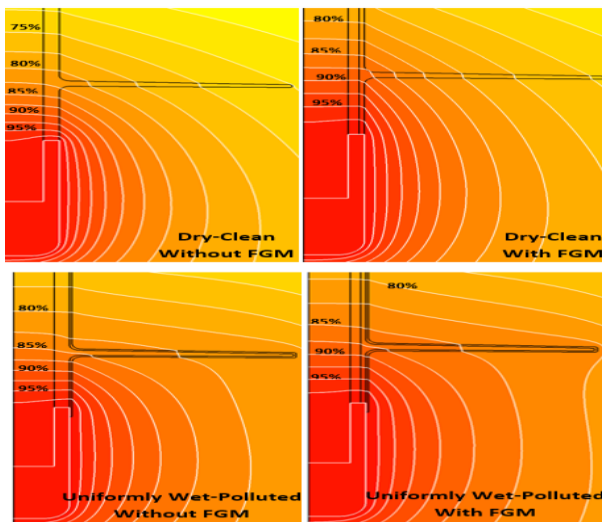 75%
80%
85%
90%
95%
Dry-Clean
Without FGM
80%
85%
90%
95%
Dry-Clean
With FGM
80%
85%
90%
95%
Uniformly Wet-Polluted
Without FGM
80%
85%
90%
95%
Uniformly Wet-Polluted
With FGM